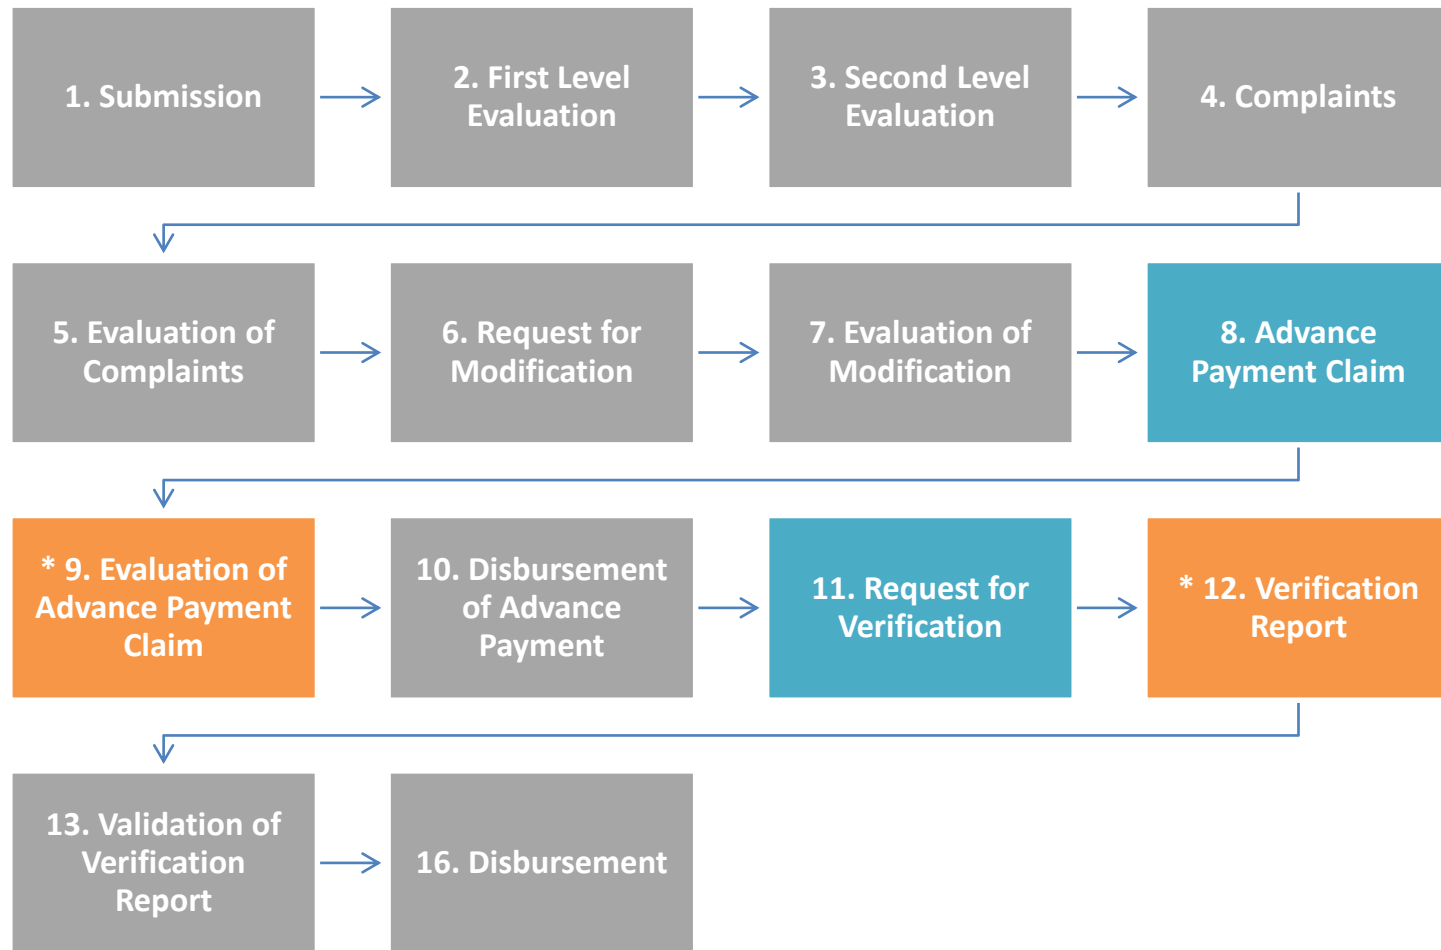 1. Submission
2. First Level
Evaluation
3. Second Level
Evaluation
4. Complaints
5. Evaluation of
Complaints
6. Request for
Modification
7. Evaluation of
Modification
8. Advance
Payment Claim
* 9. Evaluation of
Advance Payment
Claim
10. Disbursement
of Advance
Payment
11. Request for
Verification
* 12. Verification
Report
13. Validation of
Verification
Report
16. Disbursement